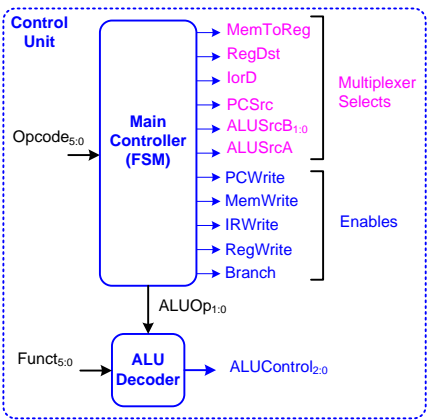 Control
Unit
MemToReg
RegDst
IorD
PCSrc
ALUSrcB1:0
ALUSrcA
Multiplexer
Selects
Main
Controller
(FSM)
Opcode5:0
PCWrite
MemWrite
IRWrite
RegWrite
Branch
Enables
ALUOp1:0
Funct5:0
ALU
Decoder
ALUControl2:0